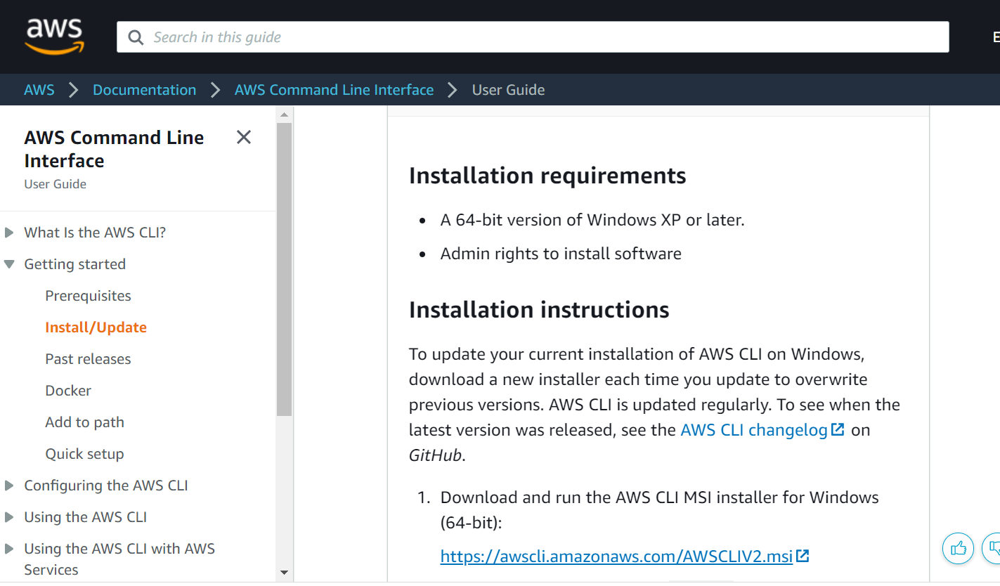 aws
Search in this guide
E
AWS
Documentation
AWS Command Line Interface
User Guide
AWS Command Line
Interface
User Guide
What Is the AWS CLI?
Getting started
Prerequisites
Install/Update
Past releases
Docker
Add to path
Quick setup
Configuring the AWS CLI
Using the AWS CLI
Using the AWS CLI with AWS
Services
Installation requirements
• A 64-bit version of Windows XP or later.
• Admin rights to install software
Installation instructions
To update your current installation of AWS CLI on Windows,
download a new installer each time you update to overwrite
previous versions. AWS CLI is updated regularly. To see when the
latest version was released, see the AWS CLI changelog on
GitHub.
1. Download and run the AWS CLI MSI installer for Windows
(64-bit):
https://awscli.amazonaws.com/AWSCLIV2.msi